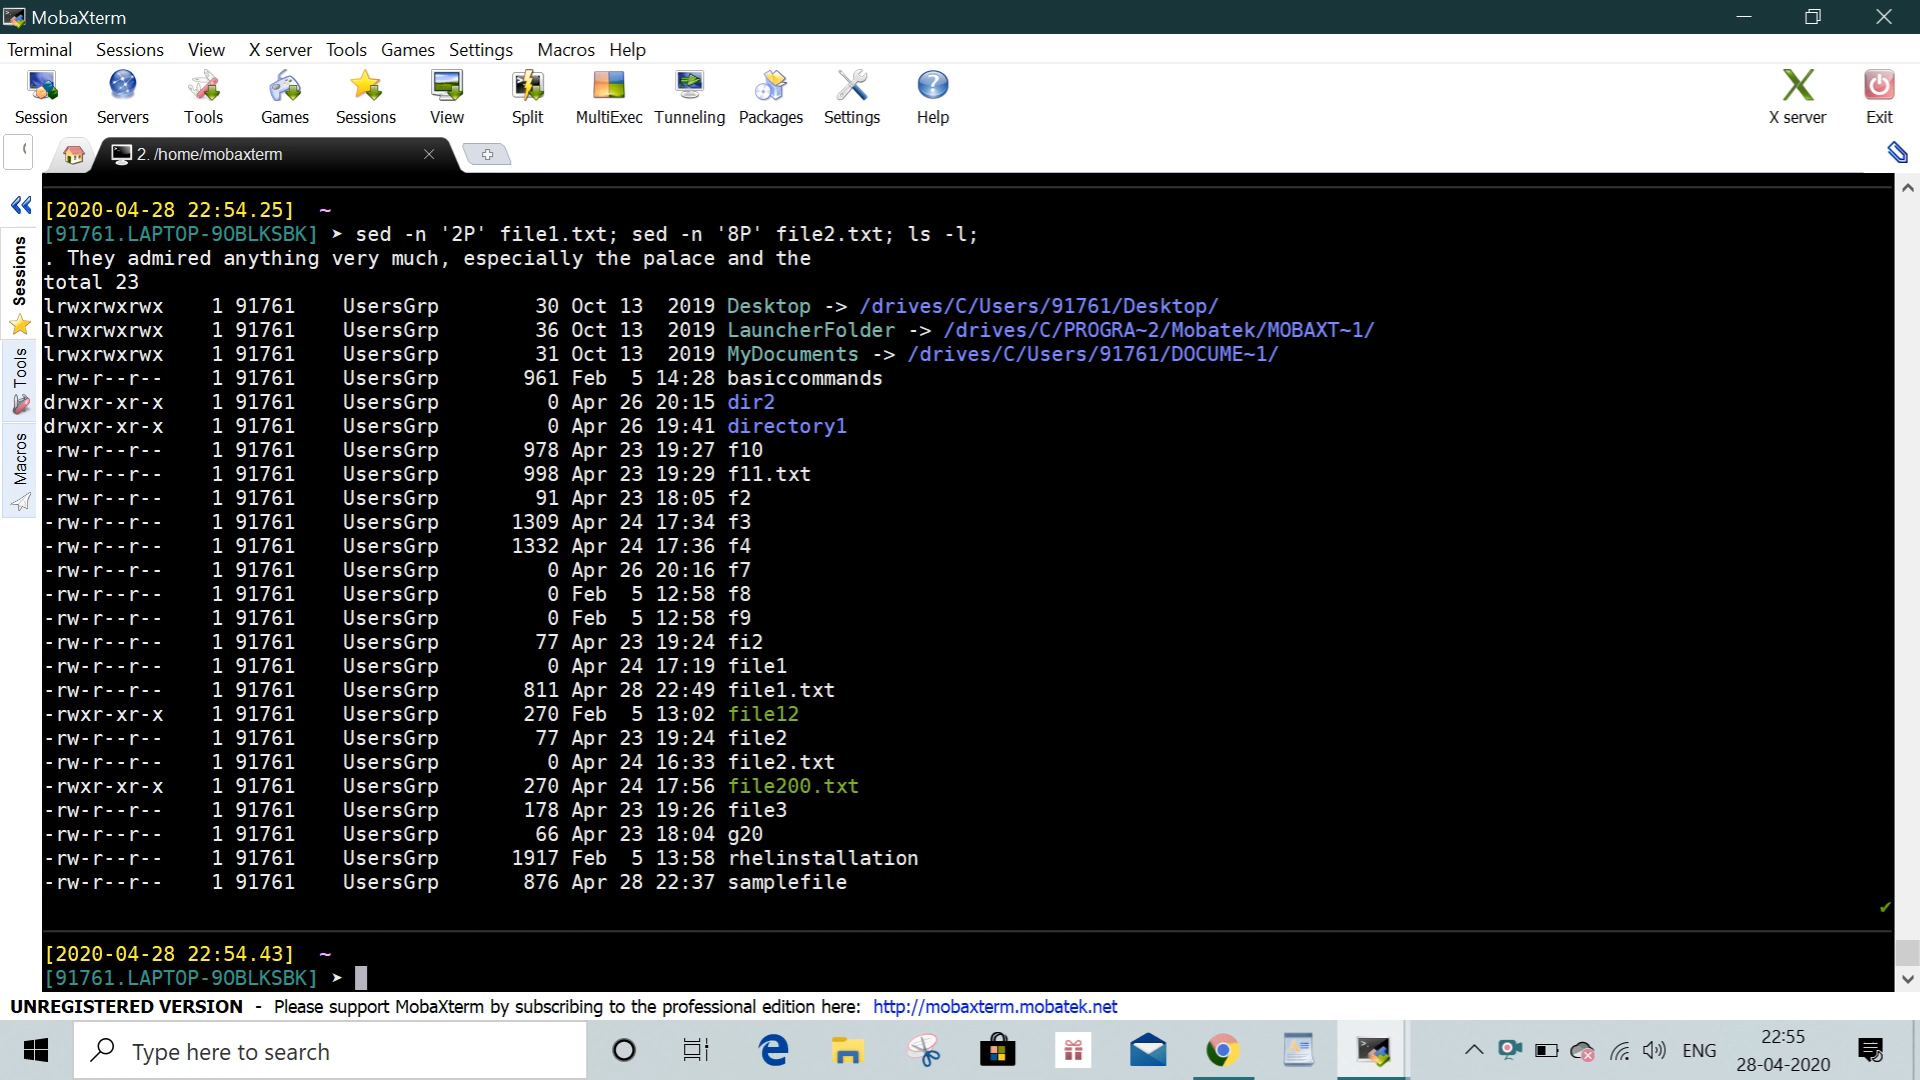 MobaXterm
Terminal Sessions View X server Tools Games Settings Macros Help
Session Servers Tools Games Sessions View Split MultiExec Tunneling Packages Settings Help X server Exit
2. /home/mobaxterm
Sessions
Tools
Macros
[2020-04-28 22:54.25] ~
[91761.LAPTOP-9OBLKSBK] ➤ sed -n '2P' file1.txt; sed -n '8P' file2.txt; ls -l;
. They admired anything very much, especially the palace and the
total 23
lrwxrwxrwx 1 91761 UsersGrp 30 Oct 13 2019 Desktop -> /drives/C/Users/91761/Desktop/
lrwxrwxrwx 1 91761 UsersGrp 36 Oct 13 2019 LauncherFolder -> /drives/C/PROGRA~2/Mobatek/MOBAXT~1/
lrwxrwxrwx 1 91761 UsersGrp 31 Oct 13 2019 MyDocuments -> /drives/C/Users/91761/DOCUME~1/
-rw-r--r-- 1 91761 UsersGrp 961 Feb 5 14:28 basiccommands
drwxr-xr-x 1 91761 UsersGrp 0 Apr 26 20:15 dir2
drwxr-xr-x 1 91761 UsersGrp 0 Apr 26 19:41 directory1
-rw-r--r-- 1 91761 UsersGrp 978 Apr 23 19:27 f10
-rw-r--r-- 1 91761 UsersGrp 998 Apr 23 19:29 f11.txt
-rw-r--r-- 1 91761 UsersGrp 91 Apr 23 18:05 f2
-rw-r--r-- 1 91761 UsersGrp 1309 Apr 24 17:34 f3
-rw-r--r-- 1 91761 UsersGrp 1332 Apr 24 17:36 f4
-rw-r--r-- 1 91761 UsersGrp 0 Apr 26 20:16 f7
-rw-r--r-- 1 91761 UsersGrp 0 Feb 5 12:58 f8
-rw-r--r-- 1 91761 UsersGrp 0 Feb 5 12:58 f9
-rw-r--r-- 1 91761 UsersGrp 77 Apr 23 19:24 fi2
-rw-r--r-- 1 91761 UsersGrp 0 Apr 24 17:19 file1
-rw-r--r-- 1 91761 UsersGrp 811 Apr 28 22:49 file1.txt
-rwxr-xr-x 1 91761 UsersGrp 270 Feb 5 13:02 file12
-rw-r--r-- 1 91761 UsersGrp 77 Apr 23 19:24 file2
-rw-r--r-- 1 91761 UsersGrp 0 Apr 24 16:33 file2.txt
-rwxr-xr-x 1 91761 UsersGrp 270 Apr 24 17:56 file200.txt
-rw-r--r-- 1 91761 UsersGrp 178 Apr 23 19:26 file3
-rw-r--r-- 1 91761 UsersGrp 66 Apr 23 18:04 g20
-rw-r--r-- 1 91761 UsersGrp 1917 Feb 5 13:58 rhelinstallation
-rw-r--r-- 1 91761 UsersGrp 876 Apr 28 22:37 samplefile
[2020-04-28 22:54.43] ~
[91761.LAPTOP-9OBLKSBK] ➤
UNREGISTERED VERSION - Please support MobaXterm by subscribing to the professional edition here: http://mobaxterm.mobatek.net
Type here to search
ENG
22:55
28-04-2020